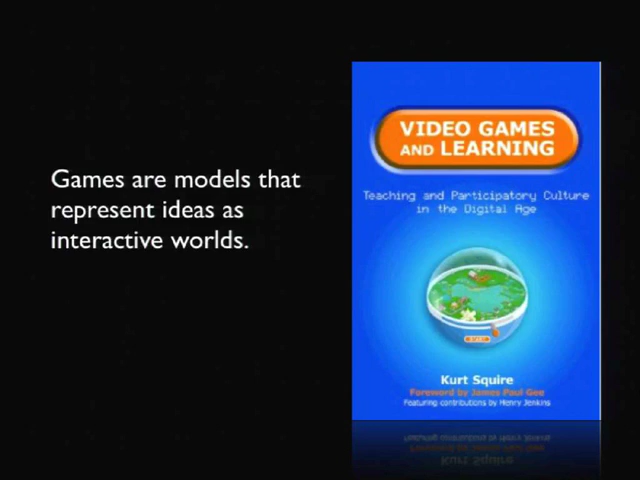 Games are models that
represent ideas as
interactive worlds.
VIDEO GAMES
AND LEARNING
Teaching and Participatory Culture
in the Digital Age
Kurt Squire
Foreword by James Paul Gee
Featuring contributions by Henry Jenkins